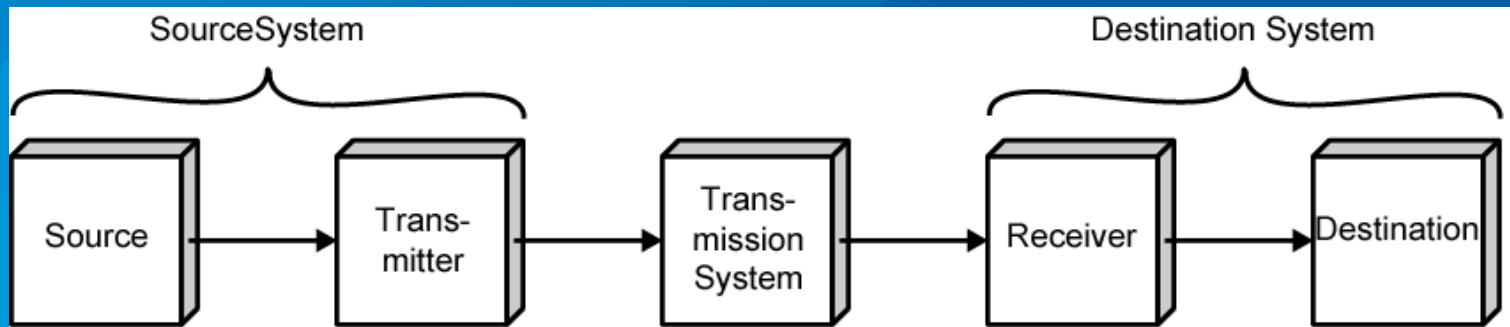 SourceSystem
Destination System
Source
Trans-
mitter
Trans-
mission
System
Receiver
Destination